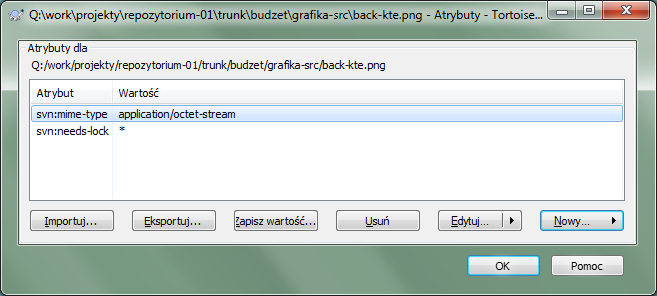 Q:\work\projekty\repozytorium-01\trunk\budzet\grafika-src\back-kte.png - Atrybuty - Tortoise...
Atrybuty dla
Q:/work/projekty/repozytorium-01/trunk/budzet/grafika-src/back-kte.png
Atrybut Wartość
svn:mime-type application/octet-stream
svn:needs-lock *
Importuj... Eksportuj... Zapisz wartość... Usuń Edytuj... Nowy...
OK Pomoc